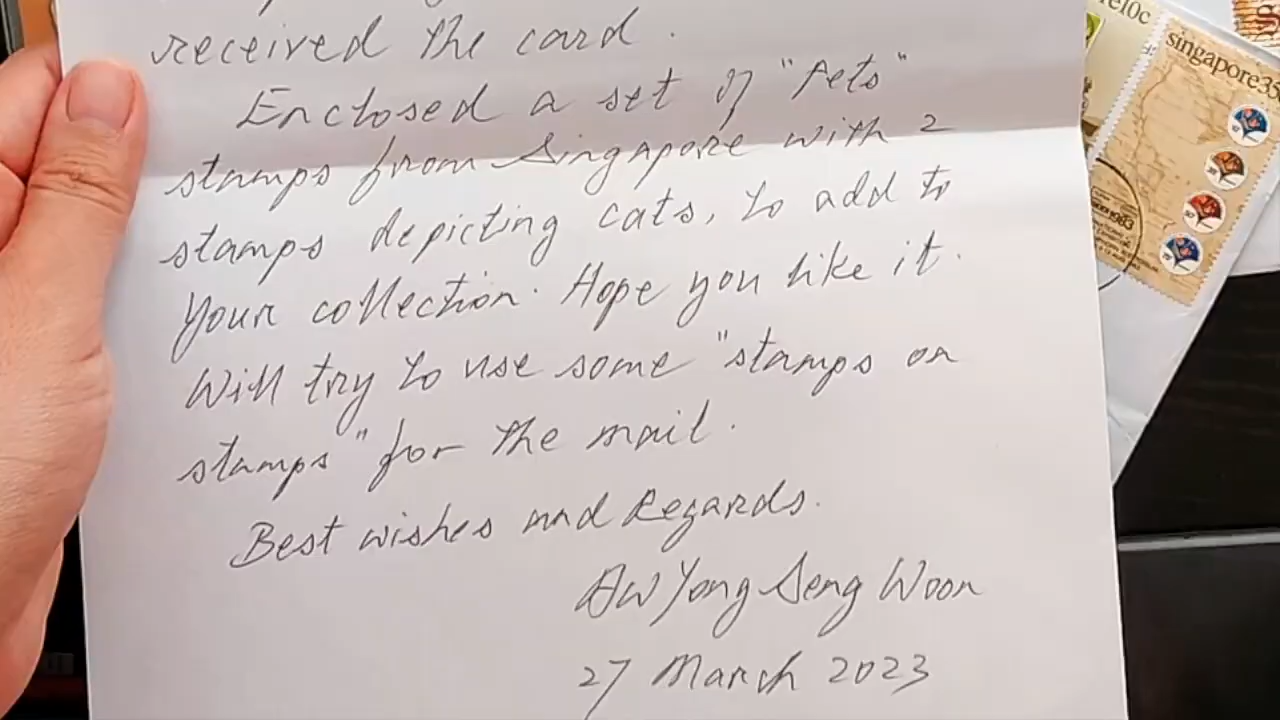 received the card.
Enclosed a set of "Pets"
stamps from Singapore with 2
stamps depicting cats, to add to
your collection. Hope you like it.
Will try to use some "stamps on
stamps" for the mail.
Best wishes and Regards.
Aw Yong Seng Woon
27 March 2023
re10c
singapore35